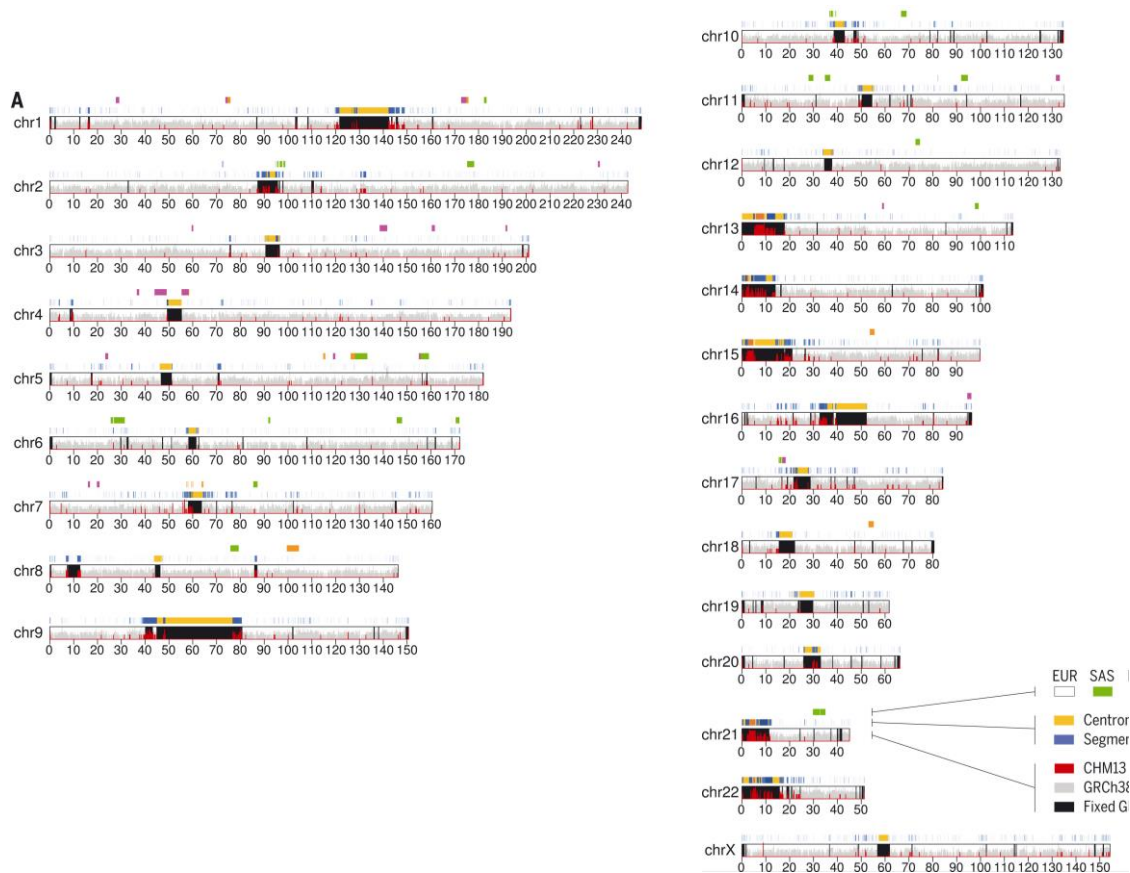 A
chr1
0 10 20 30 40 50 60 70 80 90 100 110 120 130 140 150 160 170 180 190 200 210 220 230 240
chr2
0 10 20 30 40 50 60 70 80 90 100 110 120 130 140 150 160 170 180 190 200 210 220 230 240
chr3
0 10 20 30 40 50 60 70 80 90 100 110 120 130 140 150 160 170 180 190 200
chr4
0 10 20 30 40 50 60 70 80 90 100 110 120 130 140 150 160 170 180 190
chr5
0 10 20 30 40 50 60 70 80 90 100 110 120 130 140 150 160 170 180
chr6
0 10 20 30 40 50 60 70 80 90 100 110 120 130 140 150 160 170
chr7
0 10 20 30 40 50 60 70 80 90 100 110 120 130 140 150 160
chr8
0 10 20 30 40 50 60 70 80 90 100 110 120 130 140
chr9
0 10 20 30 40 50 60 70 80 90 100 110 120 130 140 150
chr10
0 10 20 30 40 50 60 70 80 90 100 110 120 130
chr11
0 10 20 30 40 50 60 70 80 90 100 110 120 130
chr12
0 10 20 30 40 50 60 70 80 90 100 110 120 130
chr13
0 10 20 30 40 50 60 70 80 90 100 110
chr14
0 10 20 30 40 50 60 70 80 90 100
chr15
0 10 20 30 40 50 60 70 80 90
chr16
0 10 20 30 40 50 60 70 80 90
chr17
0 10 20 30 40 50 60 70 80
chr18
0 10 20 30 40 50 60 70 80
chr19
0 10 20 30 40 50 60
chr20
0 10 20 30 40 50 60
chr21
0 10 20 30 40
chr22
0 10 20 30 40 50
chrX
0 10 20 30 40 50 60 70 80 90 100 110 120 130 140 150
EUR SAS
Centron
Segmen
CHM13
GRCh38
Fixed G